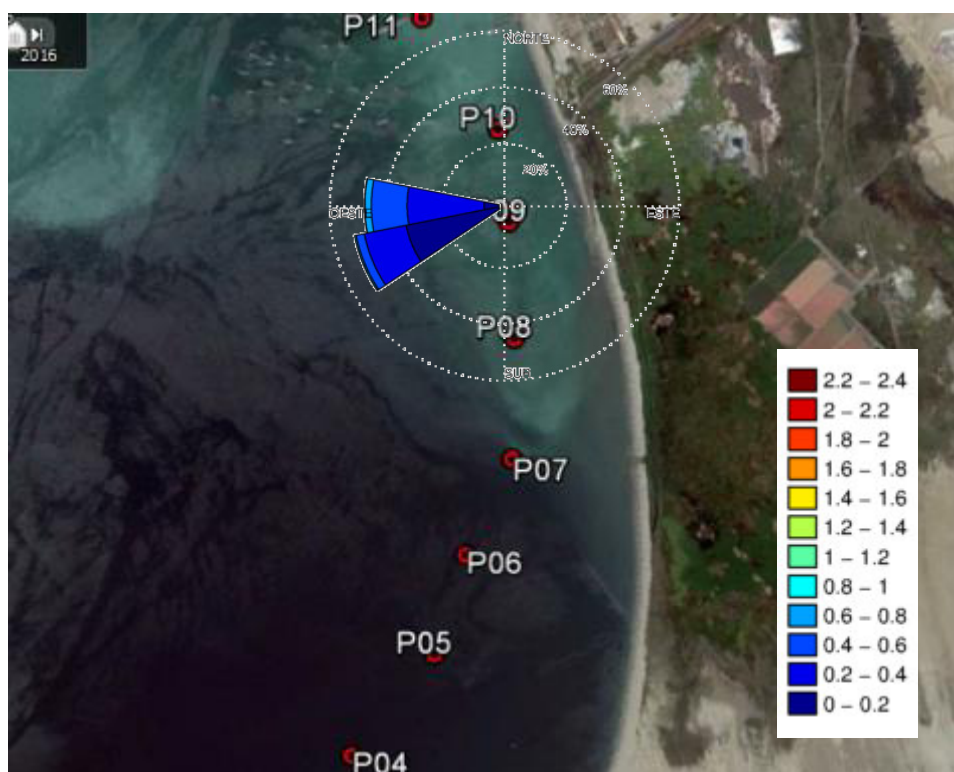 P11
2016
NORTE
60%
P10
40%
20%
OESTE
09
ESTE
P08
SUR
P07
P06
P05
P04
2.2 – 2.4
2 – 2.2
1.8 – 2
1.6 – 1.8
1.4 – 1.6
1.2 – 1.4
1 – 1.2
0.8 – 1
0.6 – 0.8
0.4 – 0.6
0.2 – 0.4
0 – 0.2